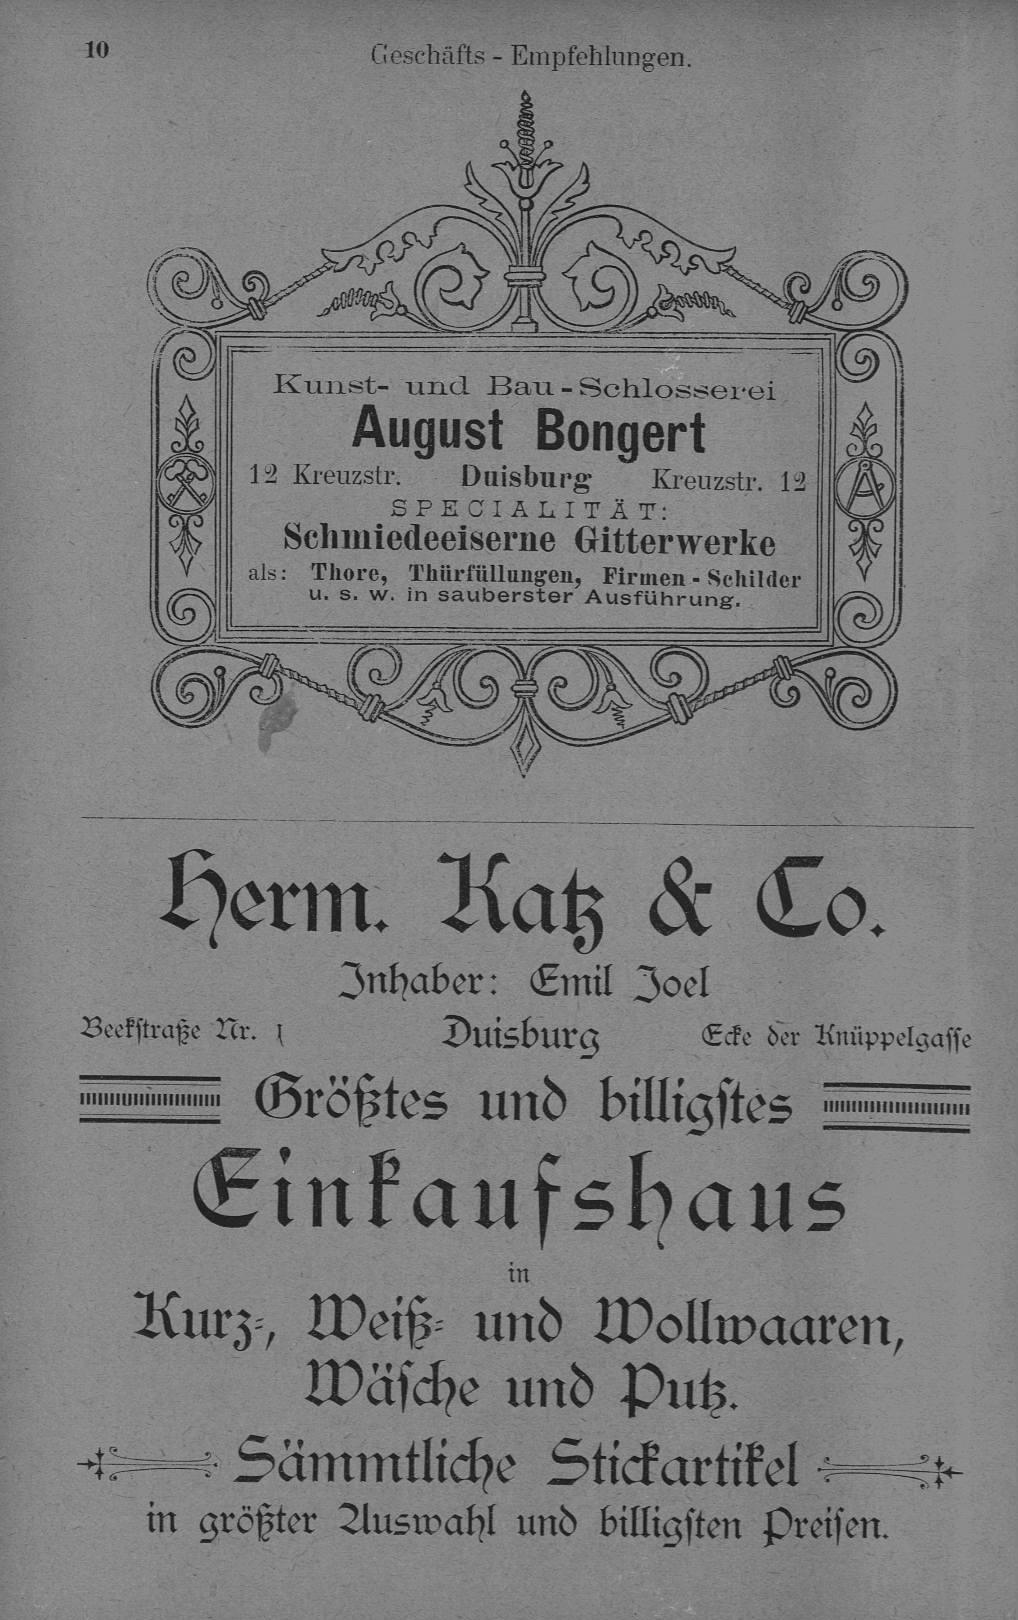 10
Geschäfts - Empfehlungen.
Kunst- und Bau-Schlosserei
August Bongert
12 Kreuzstr. Duisburg Kreuzstr. 12
SPECIALITÄT:
Schmiedeeiserne Gitterwerke
als: Thore, Thürfüllungen, Firmen-Schilder
u. s. w. in sauberster Ausführung.
Herm. Katz & Co.
Inhaber: Emil Joel
Beekſtraße Nr. 1 Duisburg Ecke der Knüppelgaſſe
Größtes und billigſtes
Einkaufshaus
in
Kurz-, Weiß- und Wollwaaren,
Wäſche und Putz.
Sämmtliche Stickartikel
in größter Auswahl und billigſten Preiſen.